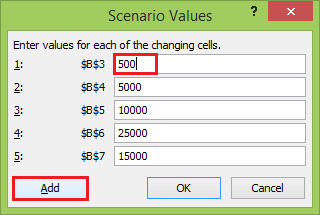 Scenario Values
Enter values for each of the changing cells.
1: $B$3 500
2: $B$4 5000
3: $B$5 10000
4: $B$6 25000
5: $B$7 15000
Add OK Cancel